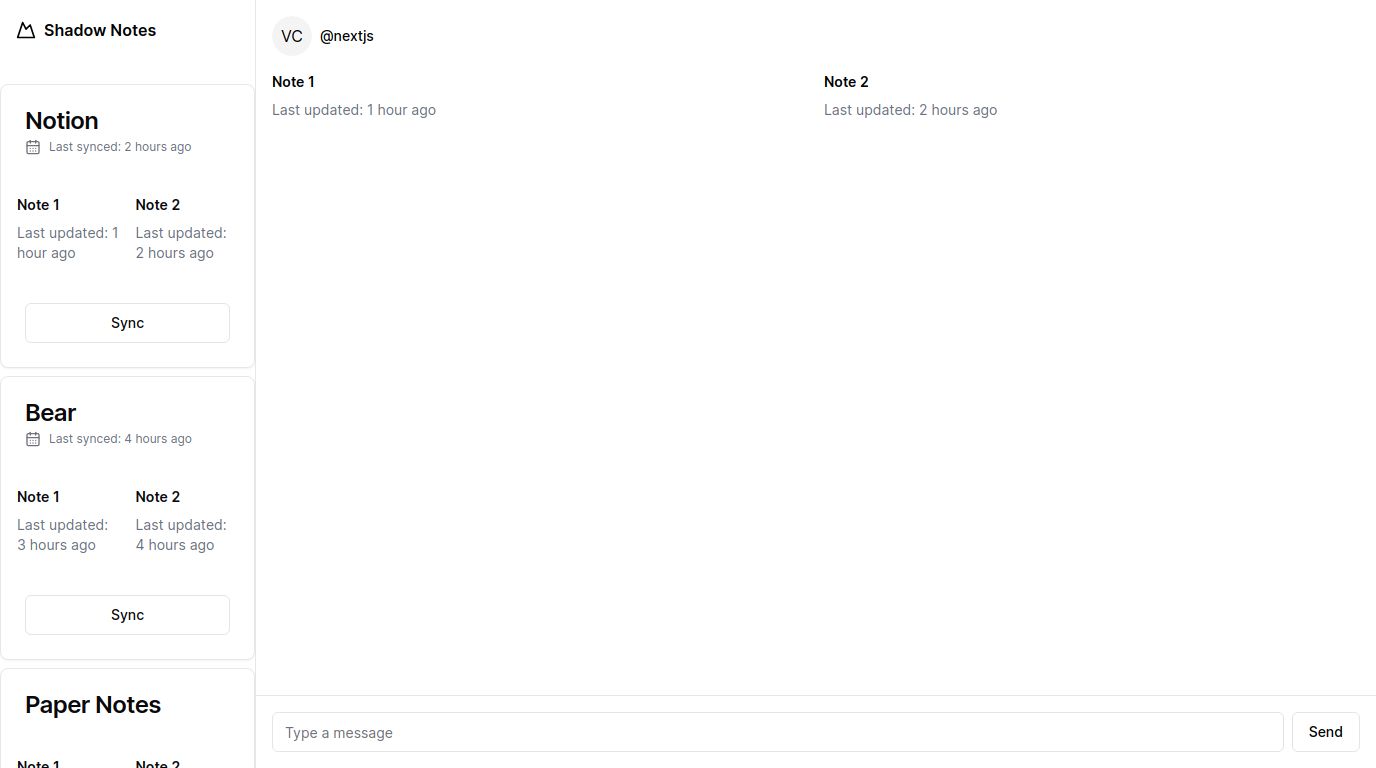 Shadow Notes
Notion
Last synced: 2 hours ago
Note 1
Last updated: 1
hour ago
Note 2
Last updated:
2 hours ago
Sync
Bear
Last synced: 4 hours ago
Note 1
Last updated:
3 hours ago
Note 2
Last updated:
4 hours ago
Sync
Paper Notes
Note 1
Note 2
VC
@nextjs
Note 1
Last updated: 1 hour ago
Note 2
Last updated: 2 hours ago
Type a message
Send